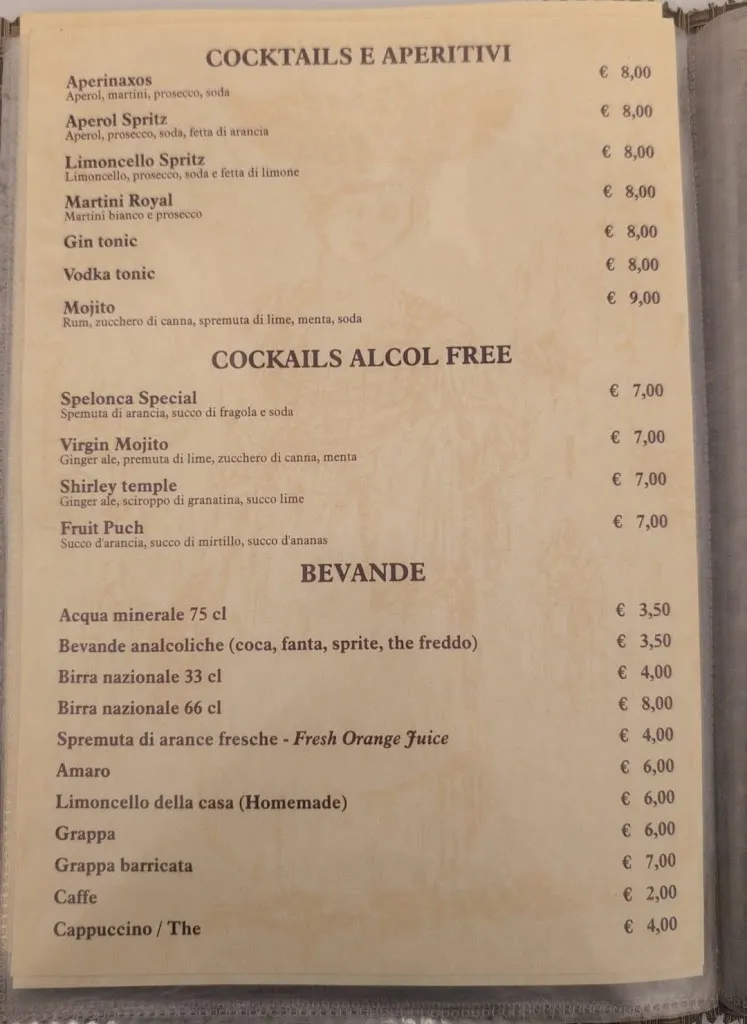 COCKTAILS E APERITIVI
Aperinaxos € 8,00
Aperol, martini, prosecco, soda
Aperol Spritz € 8,00
Aperol, prosecco, soda, fetta di arancia
Limoncello Spritz € 8,00
Limoncello, prosecco, soda e fetta di limone
Martini Royal € 8,00
Martini bianco e prosecco
Gin tonic € 8,00
Vodka tonic € 8,00
Mojito € 9,00
Rum, zucchero di canna, spremuta di lime, menta, soda
COCKAILS ALCOL FREE
Spelonca Special € 7,00
Spemuta di arancia, succo di fragola e soda
Virgin Mojito € 7,00
Ginger ale, premuta di lime, zucchero di canna, menta
Shirley temple € 7,00
Ginger ale, sciroppo di granatina, succo lime
Fruit Puch € 7,00
Succo d'arancia, succo di mirtillo, succo d'ananas
BEVANDE
Acqua minerale 75 cl € 3,50
Bevande analcoliche (coca, fanta, sprite, the freddo) € 3,50
Birra nazionale 33 cl € 4,00
Birra nazionale 66 cl € 8,00
Spremuta di arance fresche - Fresh Orange Juice € 4,00
Amaro € 6,00
Limoncello della casa (Homemade) € 6,00
Grappa € 6,00
Grappa barricata € 7,00
Caffe € 2,00
Cappuccino / The € 4,00